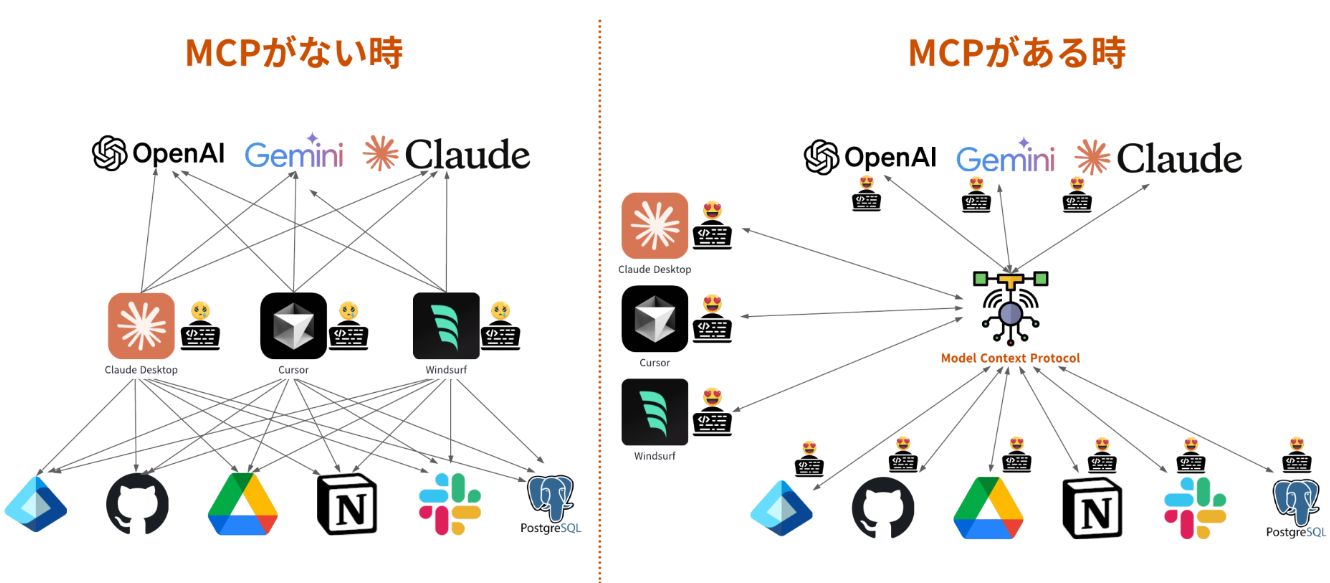 MCPがない時
OpenAI
Gemini
Claude
Claude Desktop
Cursor
Windsurf
N
PostgreSQL
MCPがある時
OpenAI
Gemini
Claude
Claude Desktop
Cursor
Windsurf
Model Context Protocol
N
PostgreSQL